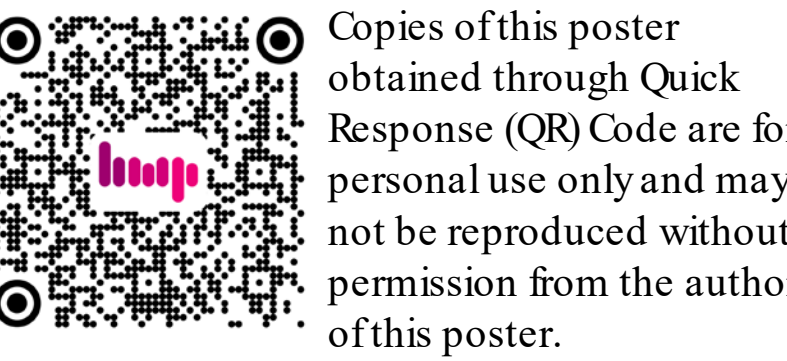 Copies of this poster
obtained through Quick
Response (QR) Code are for
personal use only and may
not be reproduced without
permission from the author
of this poster.